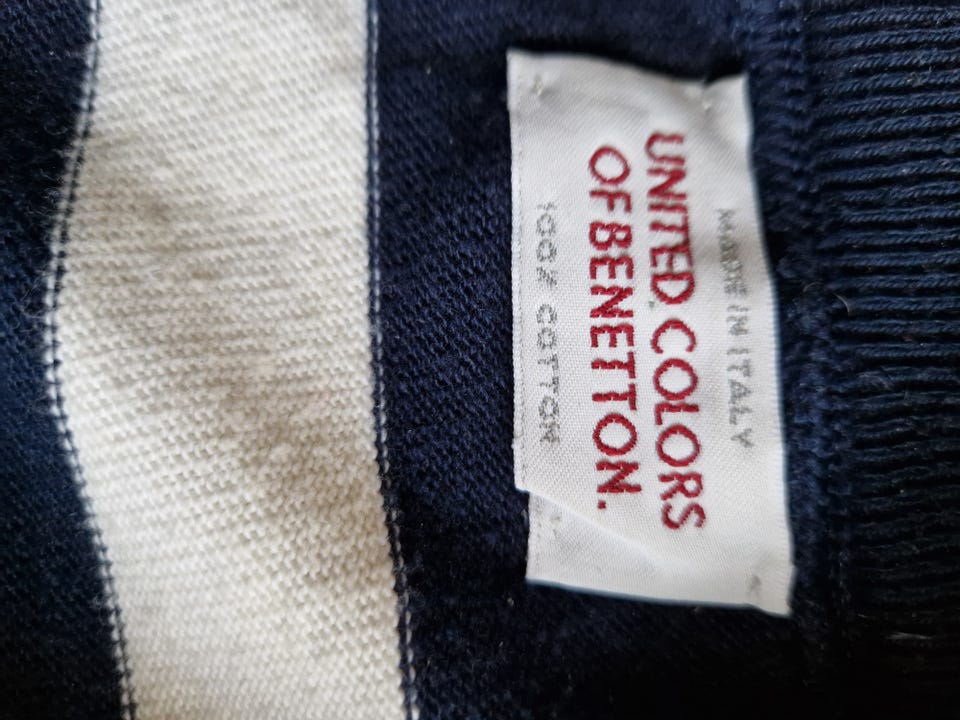 MADE IN ITALY
UNITED COLORS
OF BENETTON.
100% COTTON